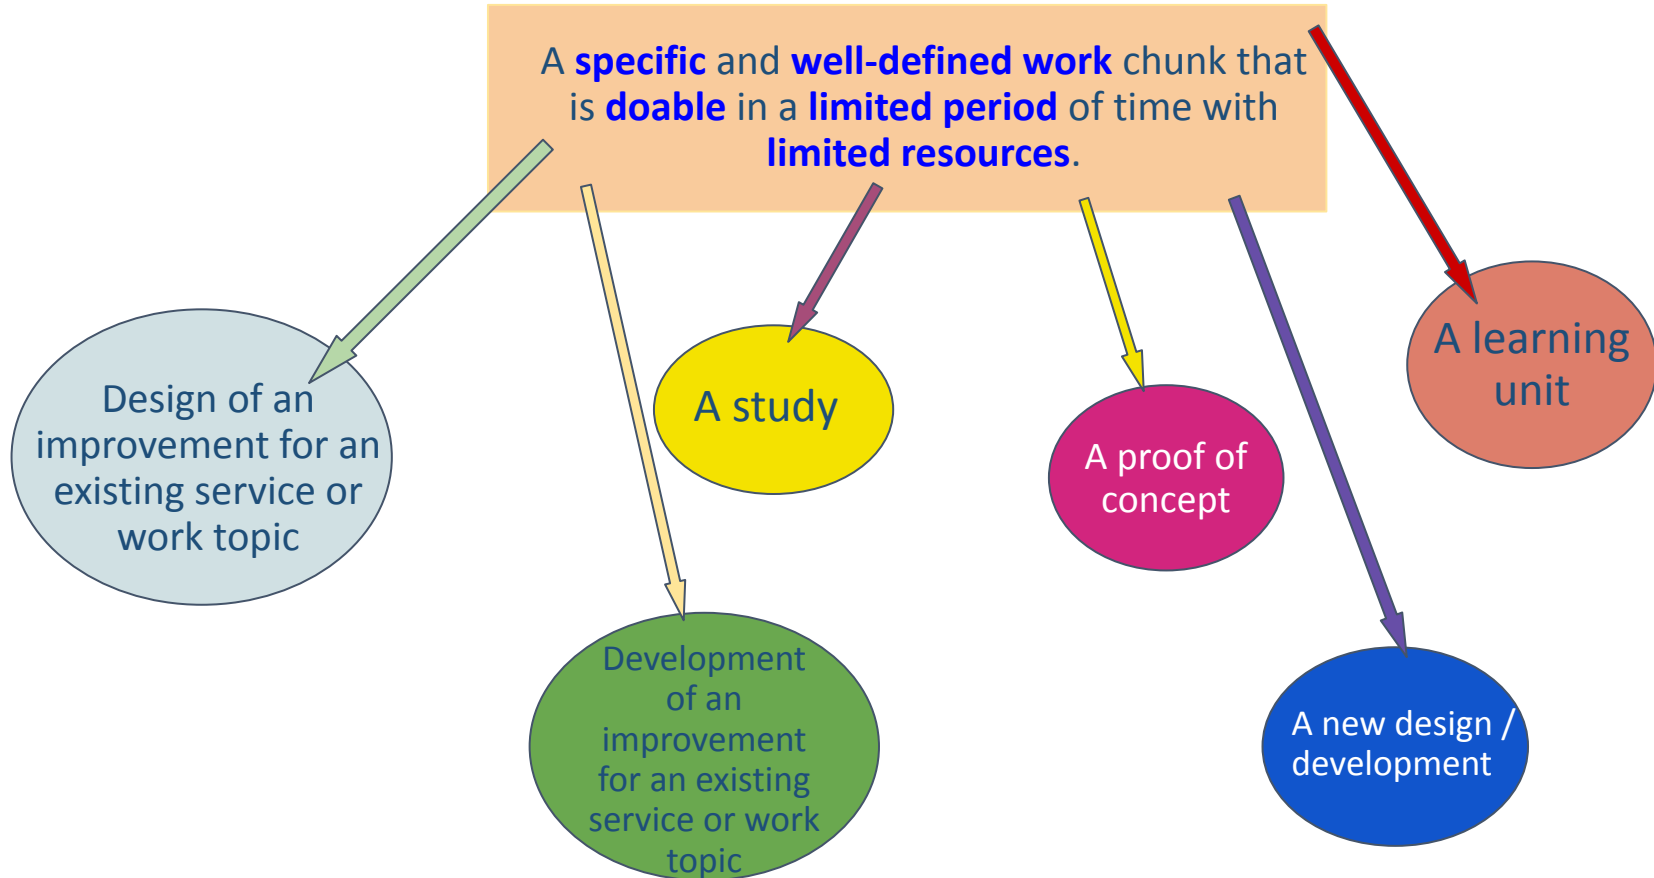 A specific and well-defined work chunk that
is doable in a limited period of time with
limited resources.
Design of an
improvement for an
existing service or
work topic
Development
of an
improvement
for an existing
service or work
topic
A study
A proof of
concept
A new design /
development
A learning
unit